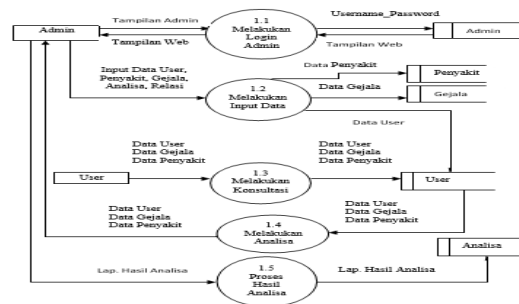 Admin
Tampilan Admin
Tampilan Web
1.1
Melakukan
Login
Admin
Username_Password
Tampilan Web
Admin
Input Data User,
Penyakit, Gejala,
Analisa, Relasi
1.2
Melakukan
Input Data
Data Penyakit
Penyakit
Data Gejala
Gejala
Data User
Data User
Data Gejala
Data Penyakit
User
1.3
Melakukan
Konsultasi
Data User
Data Gejala
Data Penyakit
User
Data User
Data Gejala
Data Penyakit
1.4
Melakukan
Analisa
Data User
Data Gejala
Data Penyakit
Analisa
Lap. Hasil Analisa
1.5
Proses
Hasil
Analisa
Lap. Hasil Analisa